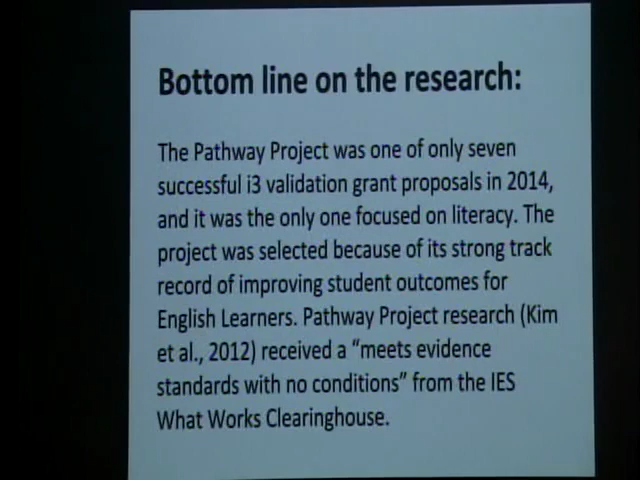 Bottom line on the research:
The Pathway Project was one of only seven
successful i3 validation grant proposals in 2014,
and it was the only one focused on literacy. The
project was selected because of its strong track
record of improving student outcomes for
English Learners. Pathway Project research (Kim
et al., 2012) received a “meets evidence
standards with no conditions” from the IES
What Works Clearinghouse.